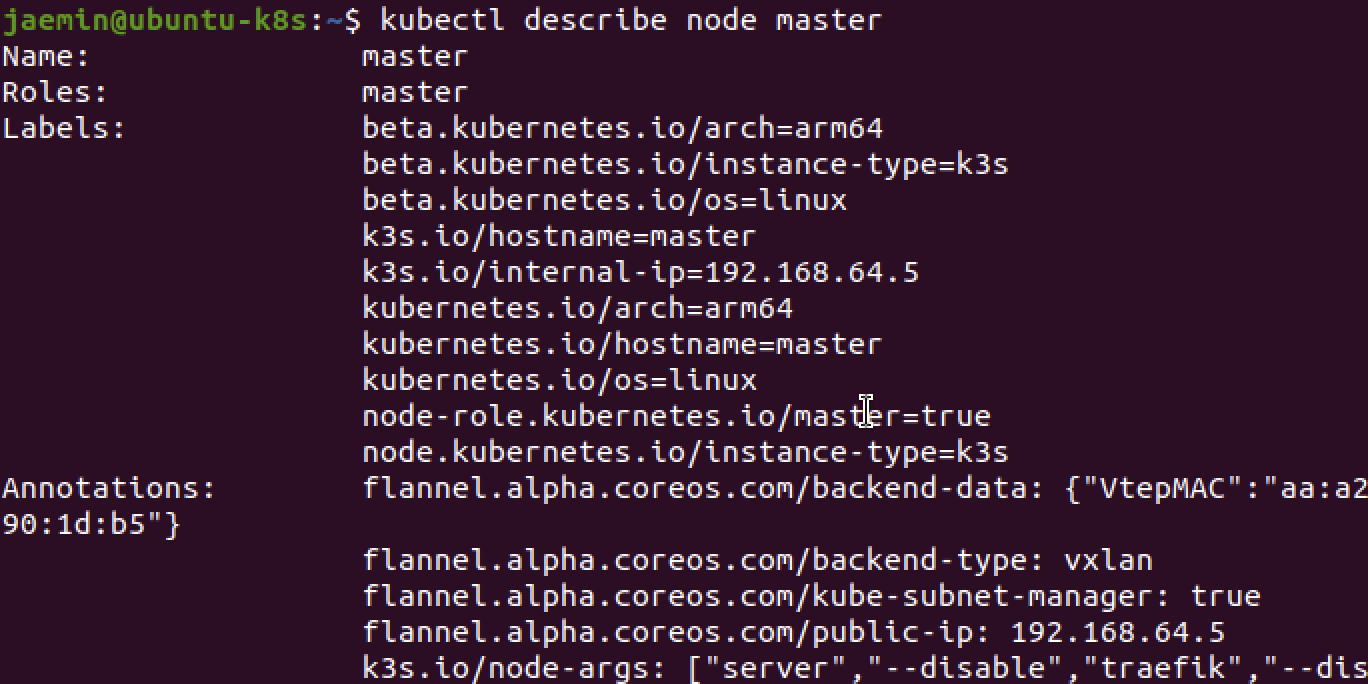 jaemin@ubuntu-k8s:~$ kubectl describe node master
Name:               master
Roles:              master
Labels:             beta.kubernetes.io/arch=arm64
                    beta.kubernetes.io/instance-type=k3s
                    beta.kubernetes.io/os=linux
                    k3s.io/hostname=master
                    k3s.io/internal-ip=192.168.64.5
                    kubernetes.io/arch=arm64
                    kubernetes.io/hostname=master
                    kubernetes.io/os=linux
                    node-role.kubernetes.io/master=true
                    node.kubernetes.io/instance-type=k3s
Annotations:        flannel.alpha.coreos.com/backend-data: {"VtepMAC":"aa:a2
90:1d:b5"}
                    flannel.alpha.coreos.com/backend-type: vxlan
                    flannel.alpha.coreos.com/kube-subnet-manager: true
                    flannel.alpha.coreos.com/public-ip: 192.168.64.5
                    k3s.io/node-args: ["server","--disable","traefik","--dis